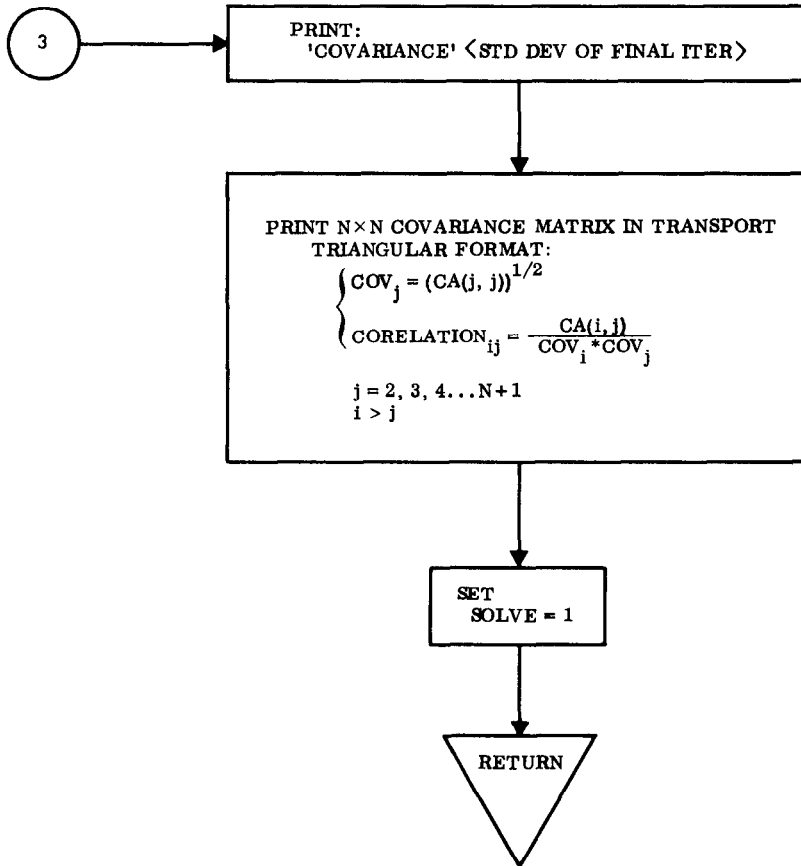 3
PRINT:
'COVARIANCE' <STD DEV OF FINAL ITER>
PRINT N×N COVARIANCE MATRIX IN TRANSPORT
TRIANGULAR FORMAT:
COV_j = (CA(j, j))^1/2
CORELATION_ij = CA(i, j) / COV_i * COV_j
j = 2, 3, 4...N+1
i > j
SET
SOLVE = 1
RETURN